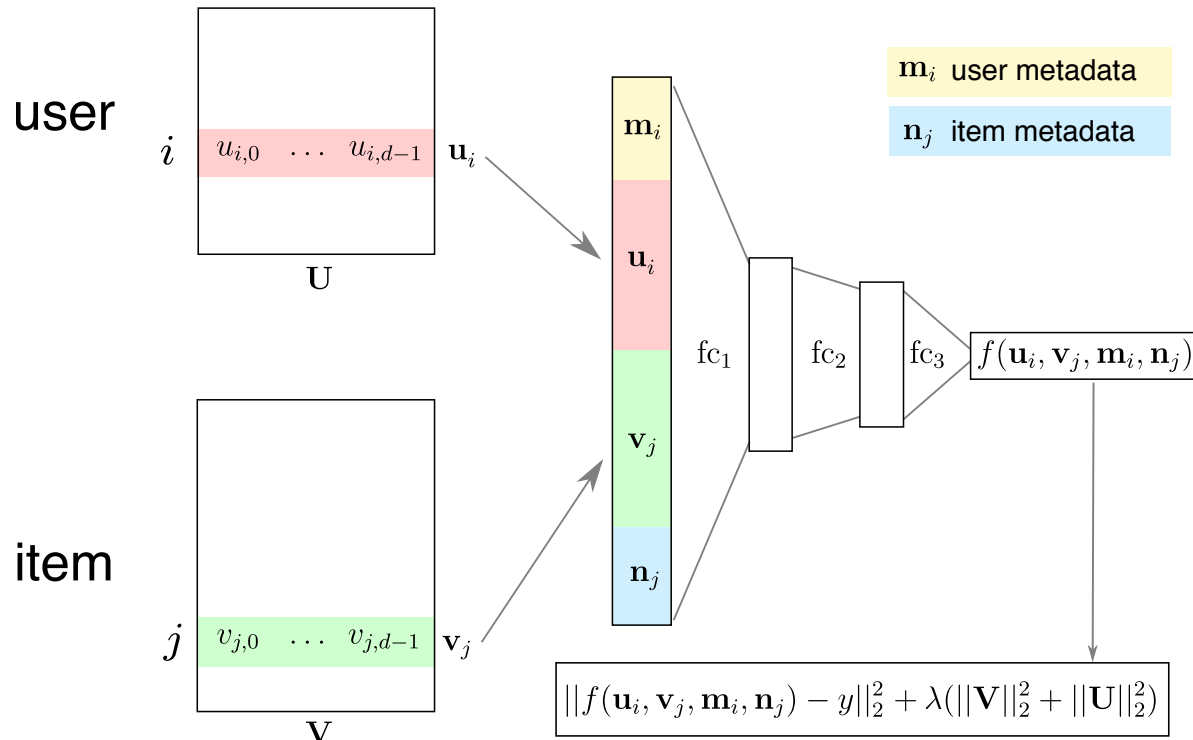 user
i
u_{i,0} … u_{i,d−1}
𝐮_i
𝐔
item
j
v_{j,0} … v_{j,d−1}
𝐯_j
𝐕
𝐦_i
𝐮_i
𝐯_j
𝐧_j
fc_1
fc_2
fc_3
f(𝐮_i, 𝐯_j, 𝐦_i, 𝐧_j)
𝐦_i user metadata
𝐧_j item metadata
||f(𝐮_i, 𝐯_j, 𝐦_i, 𝐧_j) − y||_2^2 + λ(||𝐕||_2^2 + ||𝐔||_2^2)